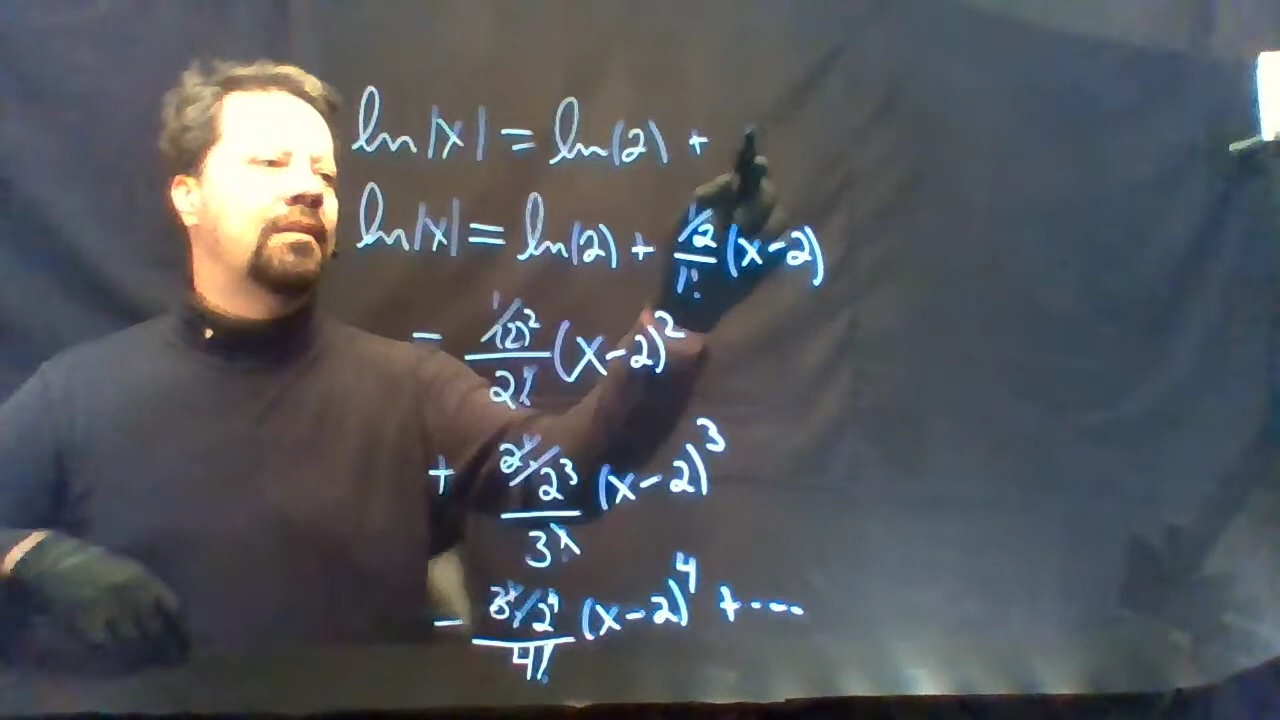 ln|x| = ln(2) +
ln|x| = ln(2) + 1/2/1! (x-2)
- 1/(2)²/2! (x-2)²
+ 2!/2³/3! (x-2)³
- 3!/2⁴/4! (x-2)⁴ + ...